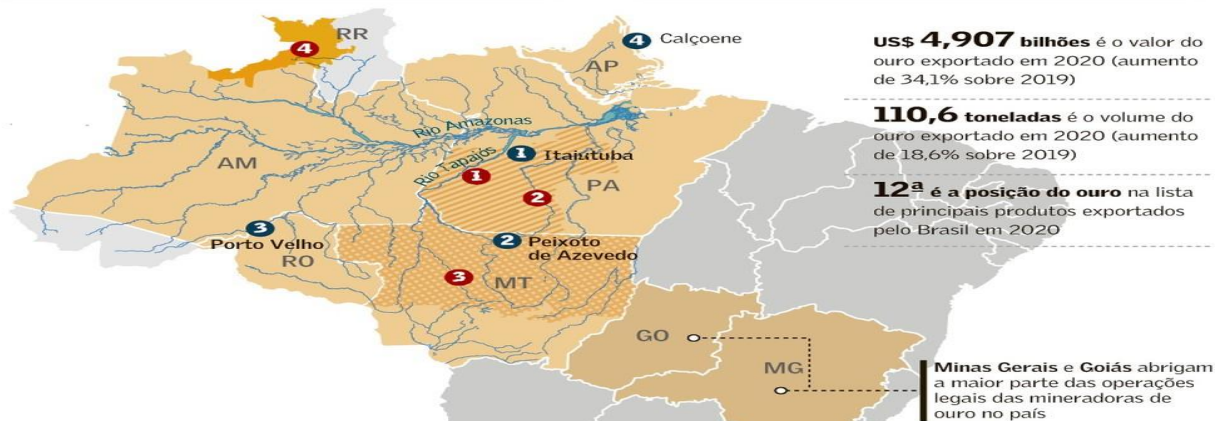 4
RR
4 Calçoene
AP
Rio Amazonas
Rio Tapajós
1 Itaiutuba
1
AM
2
PA
3
Porto Velho
RO
2 Peixoto
de Azevedo
3
MT
GO
MG
US$ 4,907 bilhões é o valor do
ouro exportado em 2020 (aumento
de 34,1% sobre 2019)
110,6 toneladas é o volume do
ouro exportado em 2020 (aumento
de 18,6% sobre 2019)
12ª é a posição do ouro na lista
de principais produtos exportados
pelo Brasil em 2020
Minas Gerais e Goiás abrigam
a maior parte das operações
legais das mineradoras de
ouro no país